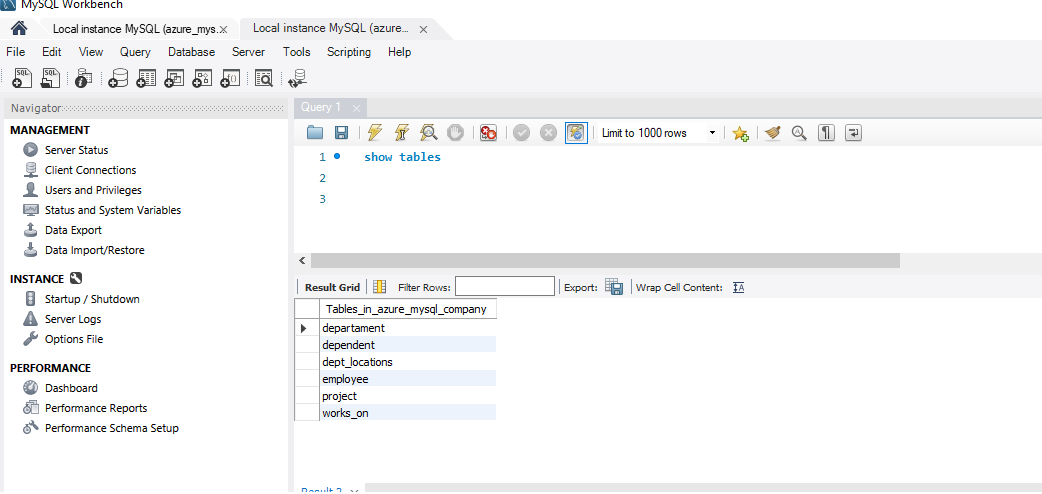 MySQL Workbench
Local instance MySQL (azure_mys... x Local instance MySQL (azure... x
File Edit View Query Database Server Tools Scripting Help
Navigator
MANAGEMENT
Server Status
Client Connections
Users and Privileges
Status and System Variables
Data Export
Data Import/Restore
INSTANCE
Startup / Shutdown
Server Logs
Options File
PERFORMANCE
Dashboard
Performance Reports
Performance Schema Setup
Query 1
Limit to 1000 rows
1 show tables
2
3
Result Grid Filter Rows: Export: Wrap Cell Content:
Tables_in_azure_mysql_company
departament
dependent
dept_locations
employee
project
works_on
Result 2